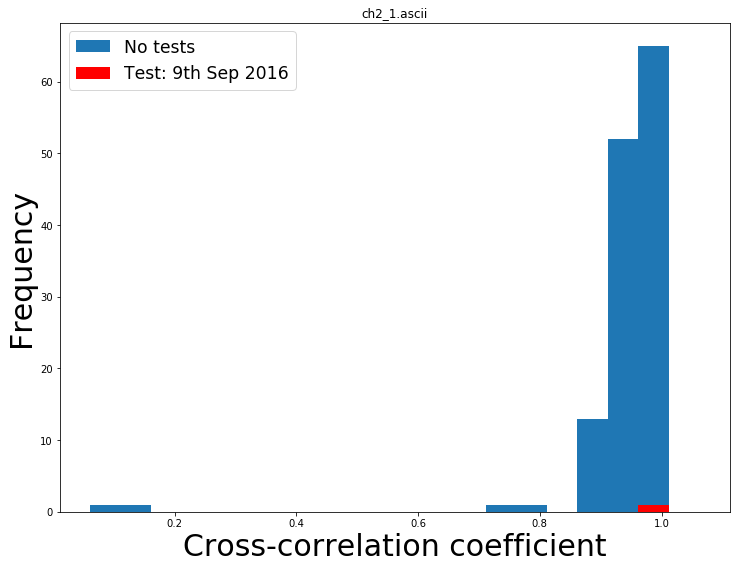 ch2_1.ascii
No tests
Test: 9th Sep 2016
Frequency
60
50
40
30
20
10
0
0.2 0.4 0.6 0.8 1.0
Cross-correlation coefficient